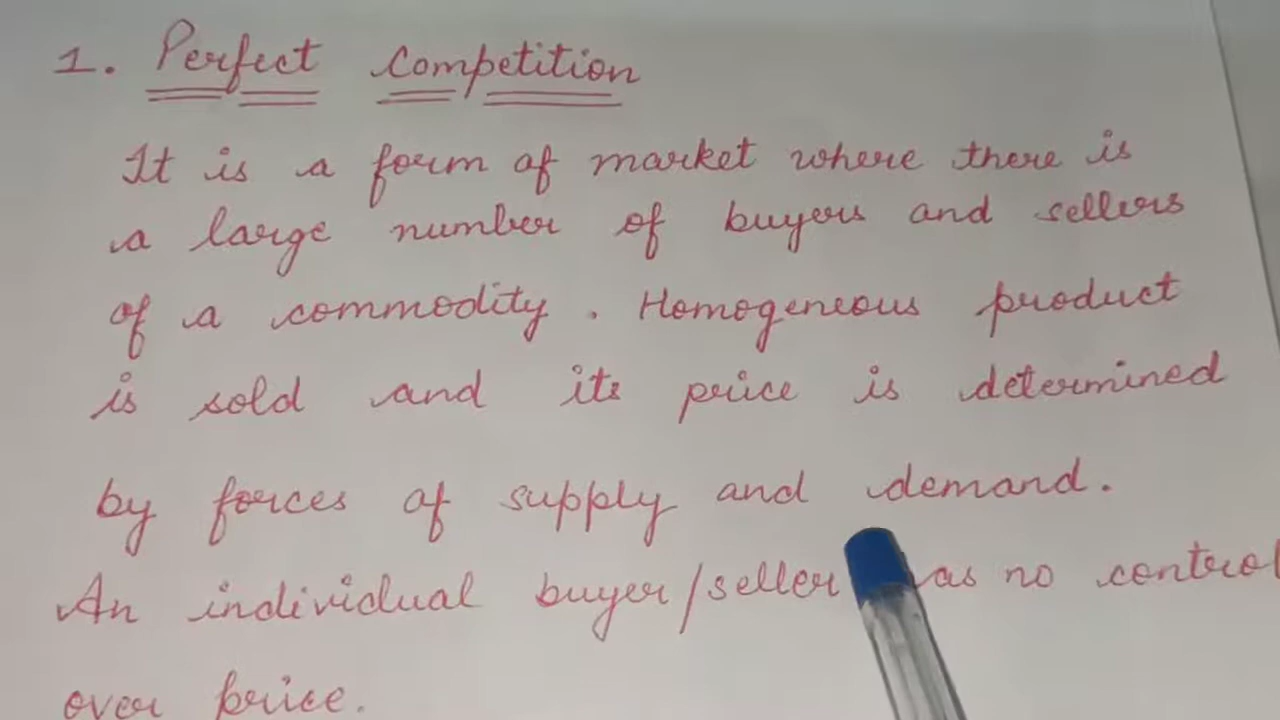 1. Perfect competition
It is a form of market where there is
a large number of buyers and sellers
of a commodity. Homogeneous product
is sold and its price is determined
by forces of supply and demand.
An individual buyer/seller has no control
over price.